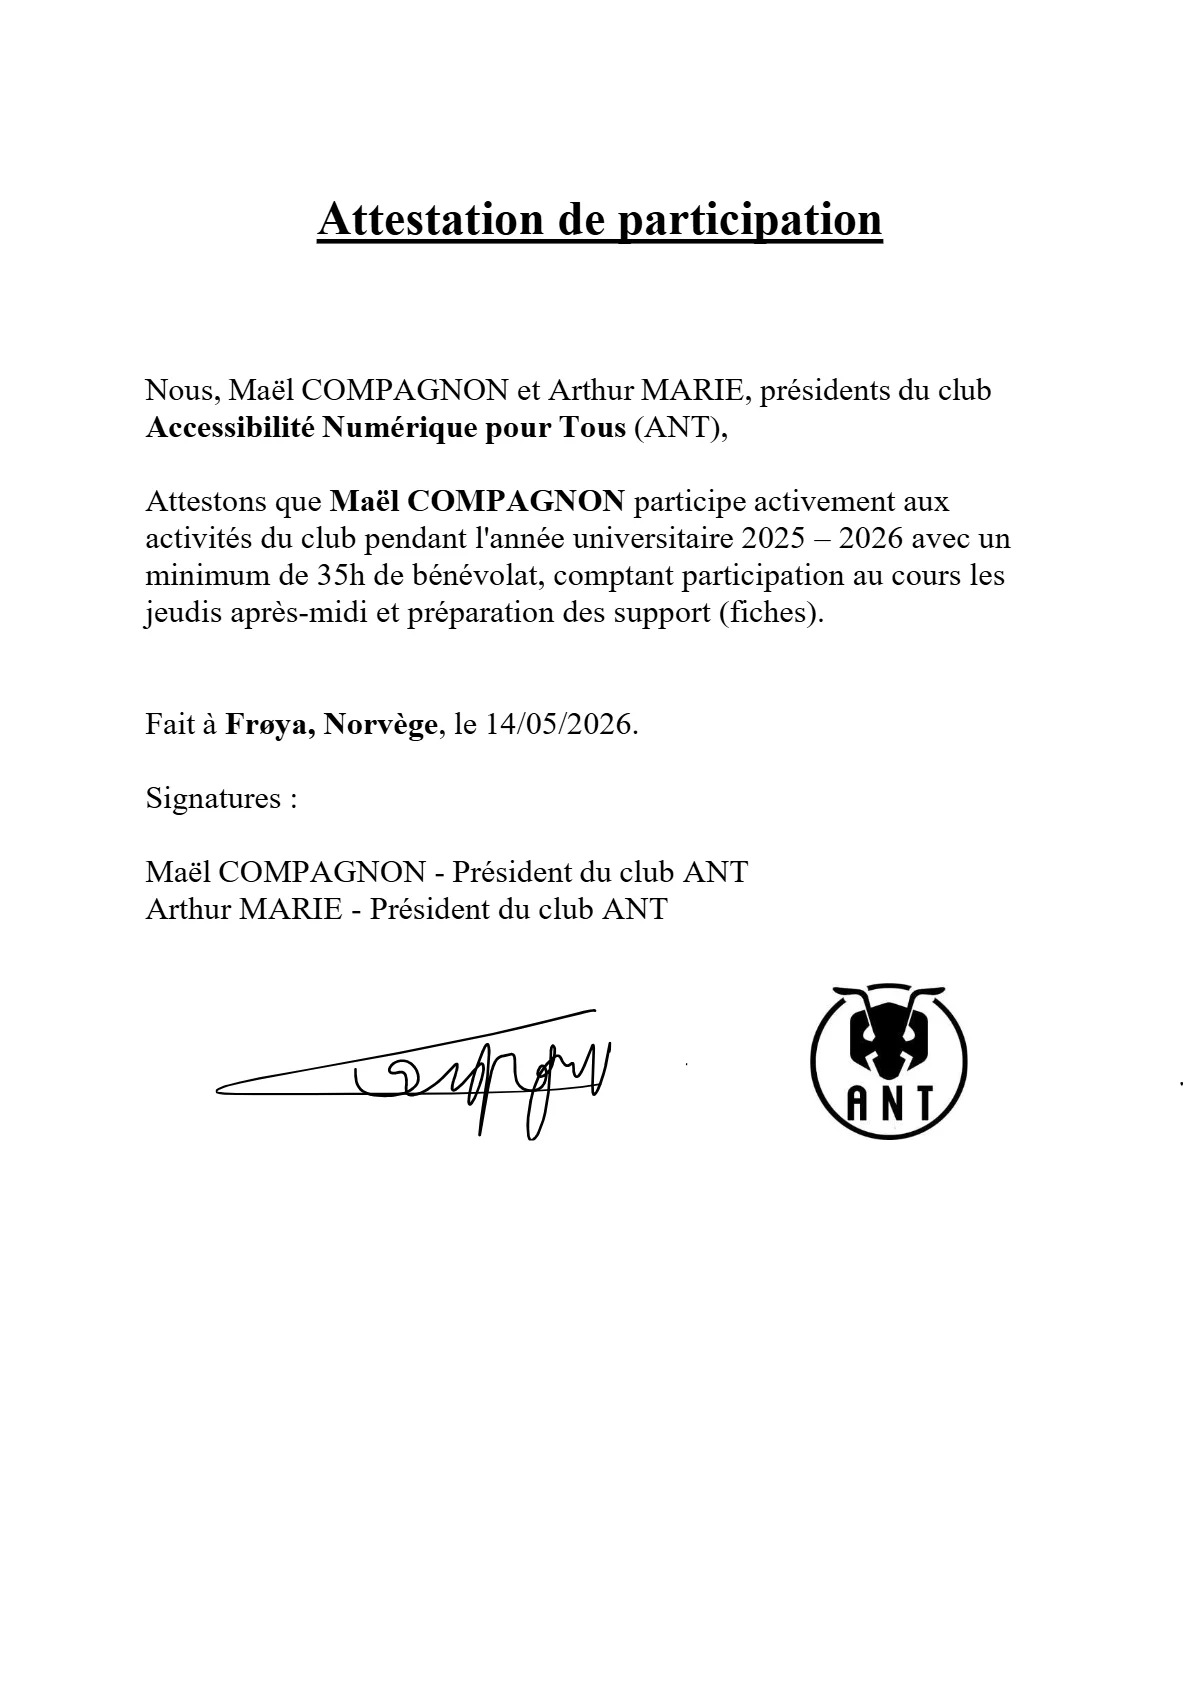 Attestation de participation
Nous, Maël COMPAGNON et Arthur MARIE, présidents du club
Accessibilité Numérique pour Tous (ANT),
Attestons que Maël COMPAGNON participe activement aux
activités du club pendant l'année universitaire 2025 – 2026 avec un
minimum de 35h de bénévolat, comptant participation au cours les
jeudis après-midi et préparation des support (fiches).
Fait à Frøya, Norvège, le 14/05/2026.
Signatures :
Maël COMPAGNON - Président du club ANT
Arthur MARIE - Président du club ANT
ANT